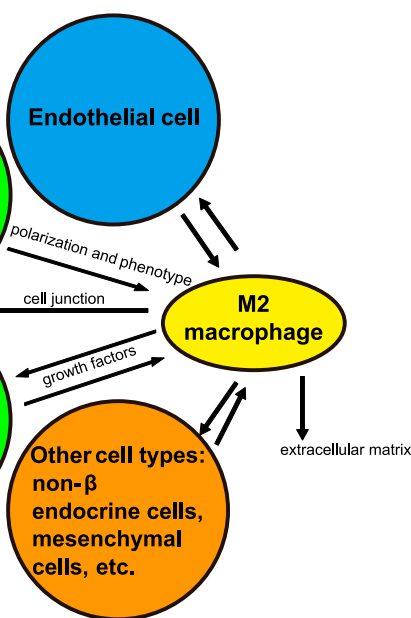 Endothelial cell
polarization and phenotype
cell junction
M2
macrophage
growth factors
extracellular matrix
Other cell types:
non-β
endocrine cells,
mesenchymal
cells, etc.